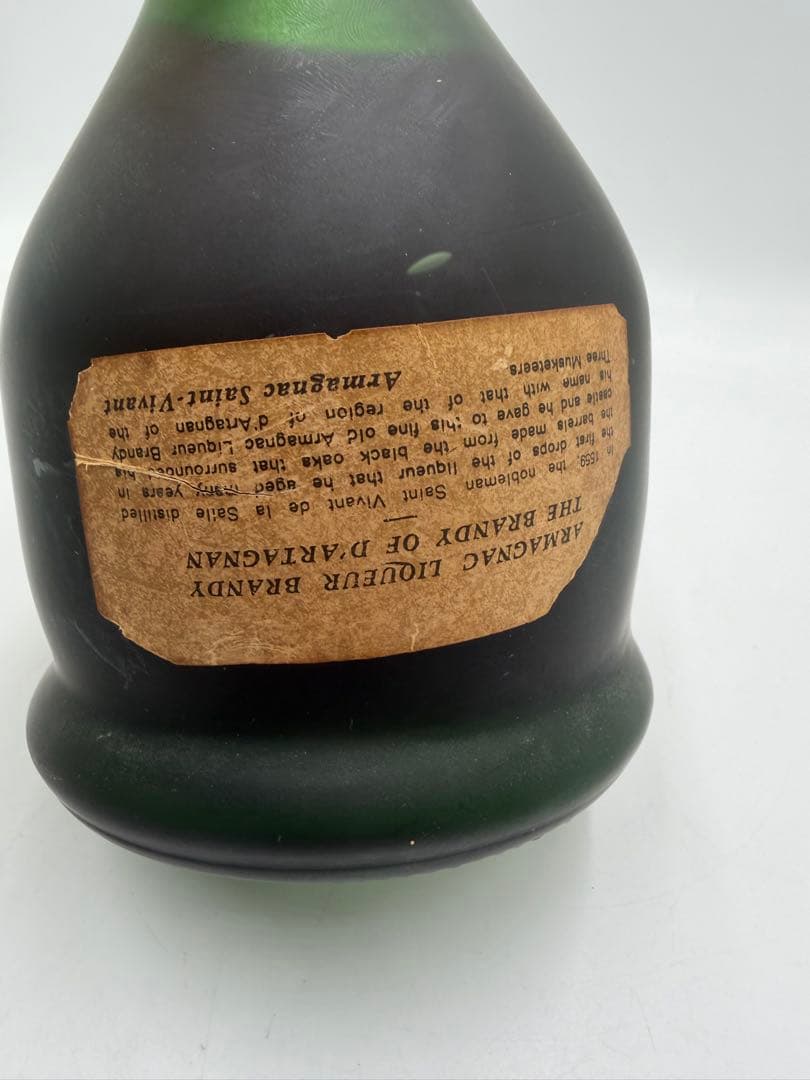 ARMAGNAC LIQUEUR BRANDY
THE BRANDY OF D'ARTAGNAN
In 1559, the nobleman Saint Vivant de la Salle distilled
the first drops of the liqueur that he aged many years in
the barrels made from the black oaks that surrounded his
castle and he gave to this fine old Armagnac Liqueur Brandy
his name with that of the region of d'Artagnan of the
Three Musketeers
Armagnac Saint-Vivant